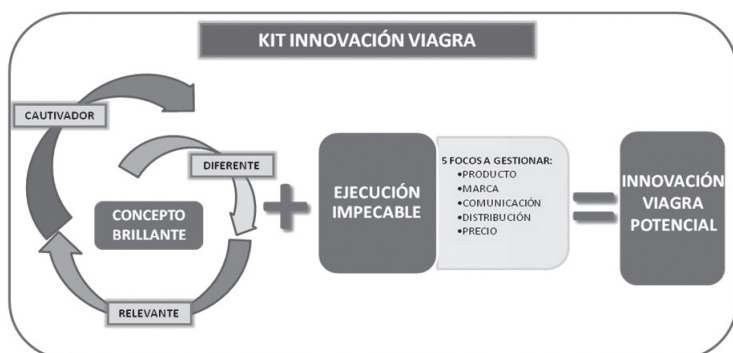 KIT INNOVACIÓN VIAGRA
CAUTIVADOR
DIFERENTE
CONCEPTO
BRILLANTE
RELEVANTE
EJECUCIÓN
IMPECABLE
5 FOCOS A GESTIONAR:
•PRODUCTO
•MARCA
•COMUNICACIÓN
•DISTRIBUCIÓN
•PRECIO
INNOVACIÓN
VIAGRA
POTENCIAL